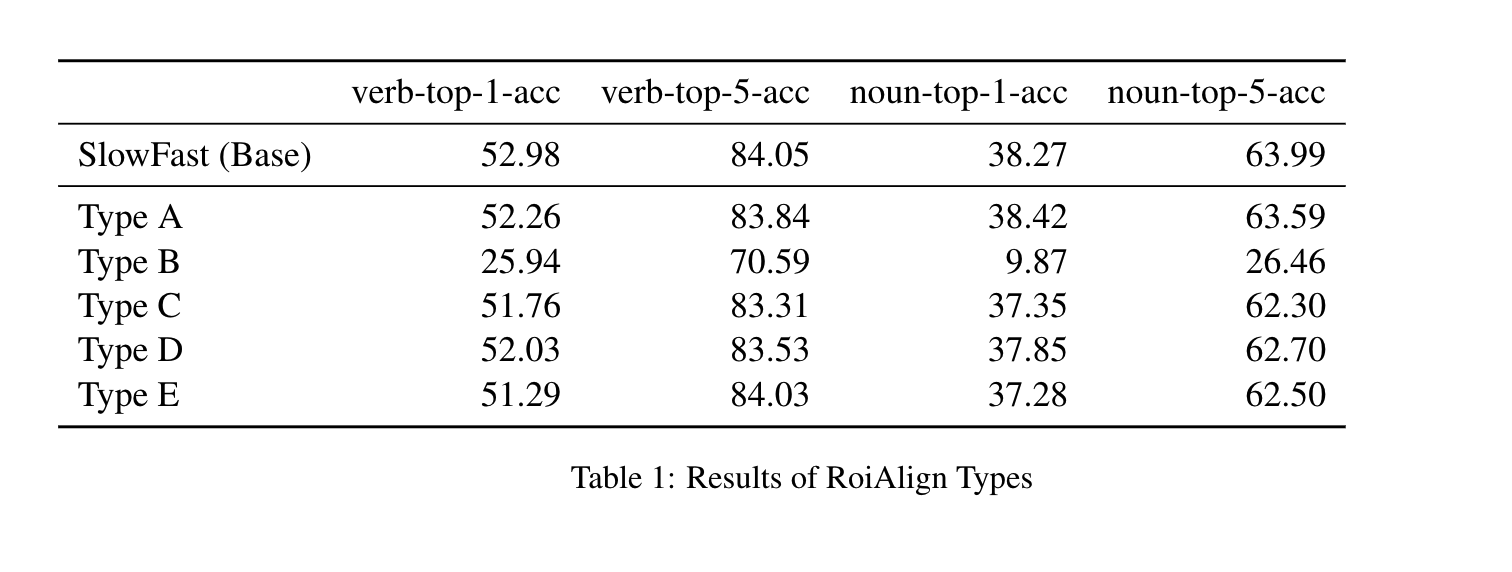 verb-top-1-acc verb-top-5-acc noun-top-1-acc noun-top-5-acc
SlowFast (Base) 52.98 84.05 38.27 63.99
Type A 52.26 83.84 38.42 63.59
Type B 25.94 70.59 9.87 26.46
Type C 51.76 83.31 37.35 62.30
Type D 52.03 83.53 37.85 62.70
Type E 51.29 84.03 37.28 62.50
Table 1: Results of RoiAlign Types